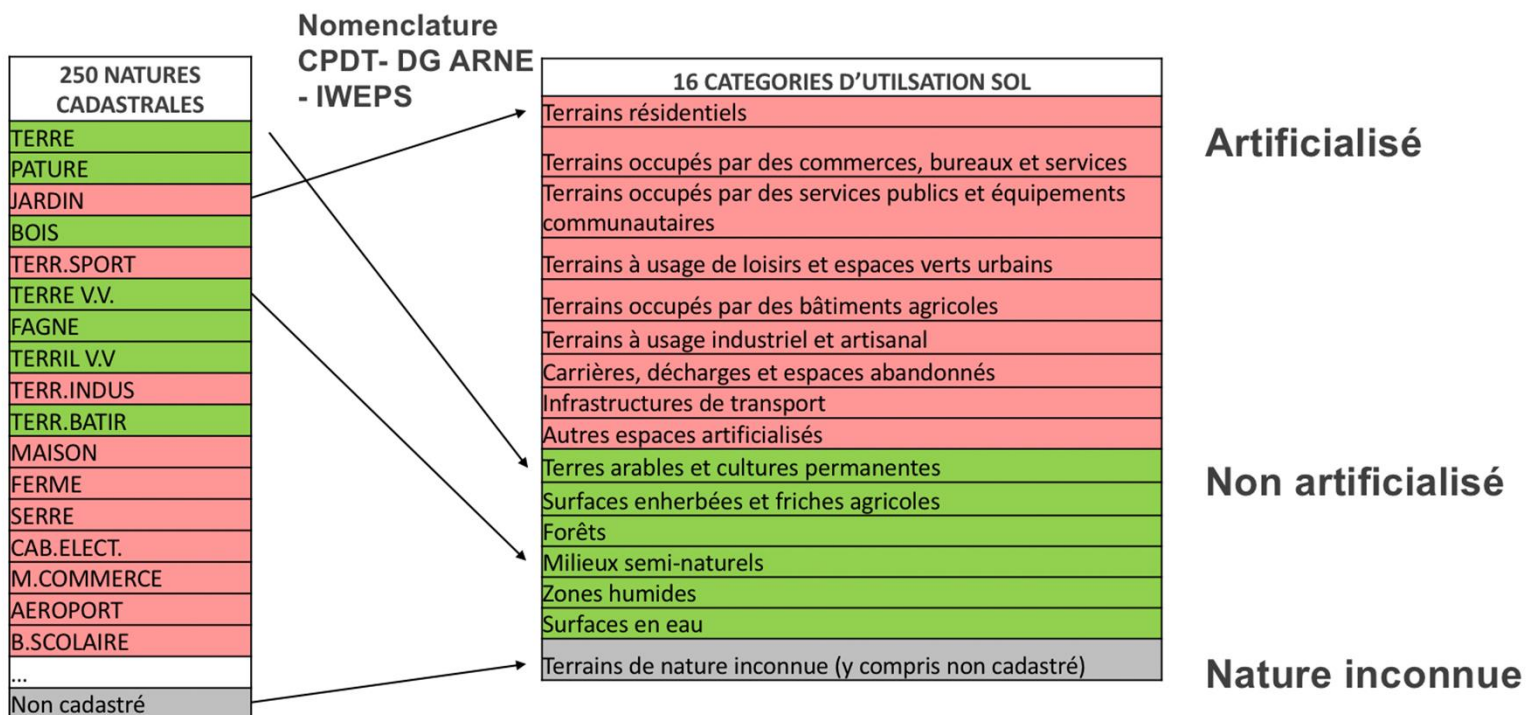 Nomenclature
CPDT- DG ARNE
- IWEPS
250 NATURES
CADASTRALES
TERRE
PATURE
JARDIN
BOIS
TERR.SPORT
TERRE V.V.
FAGNE
TERRIL V.V
TERR.INDUS
TERR.BATIR
MAISON
FERME
SERRE
CAB.ELECT.
M.COMMERCE
AEROPORT
B.SCOLAIRE
...
Non cadastré
16 CATEGORIES D'UTILSATION SOL
Terrains résidentiels
Terrains occupés par des commerces, bureaux et services
Terrains occupés par des services publics et équipements
communautaires
Terrains à usage de loisirs et espaces verts urbains
Terrains occupés par des bâtiments agricoles
Terrains à usage industriel et artisanal
Carrières, décharges et espaces abandonnés
Infrastructures de transport
Autres espaces artificialisés
Terres arables et cultures permanentes
Surfaces enherbées et friches agricoles
Forêts
Milieux semi-naturels
Zones humides
Surfaces en eau
Terrains de nature inconnue (y compris non cadastré)
Artificialisé
Non artificialisé
Nature inconnue